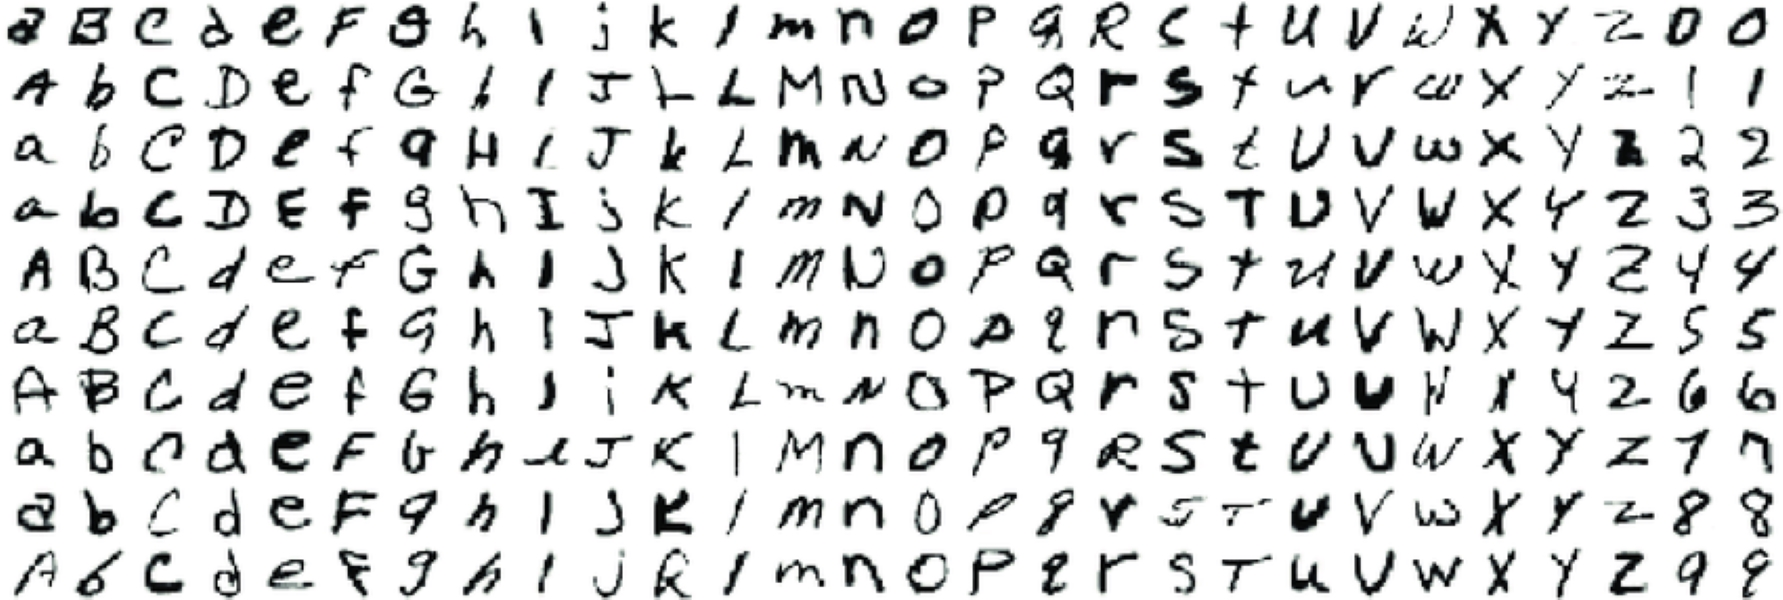 a B C d e F g h l j k l m n o P q R S t U V W X Y Z 0 0
A b C D e f G h l J L L M N o P Q r S t u r w X Y z 1 1
a b C D e f q H l J k L m N O P q r S t U V w X Y z 2 2
a b C D E F g h I j K l m N O P q r S T U V W X Y Z 3 3
A B C d e F G h l J K l m N o P Q r S t U V w X Y Z 4 4
a B C d e f g h l J k L m n O P q r S t u V W X Y Z 5 5
A B C d e f G h l i K L m N O P Q r S t U U W X Y Z 6 6
a b C d e F G h l J K l M n o P q R S t U U W X Y Z 7 7
a b C d e F q h l J K l m n O P q r S T u V w X Y Z 8 8
A b C d e F g h l j R l m n O P q r S T u V W X Y Z 9 9